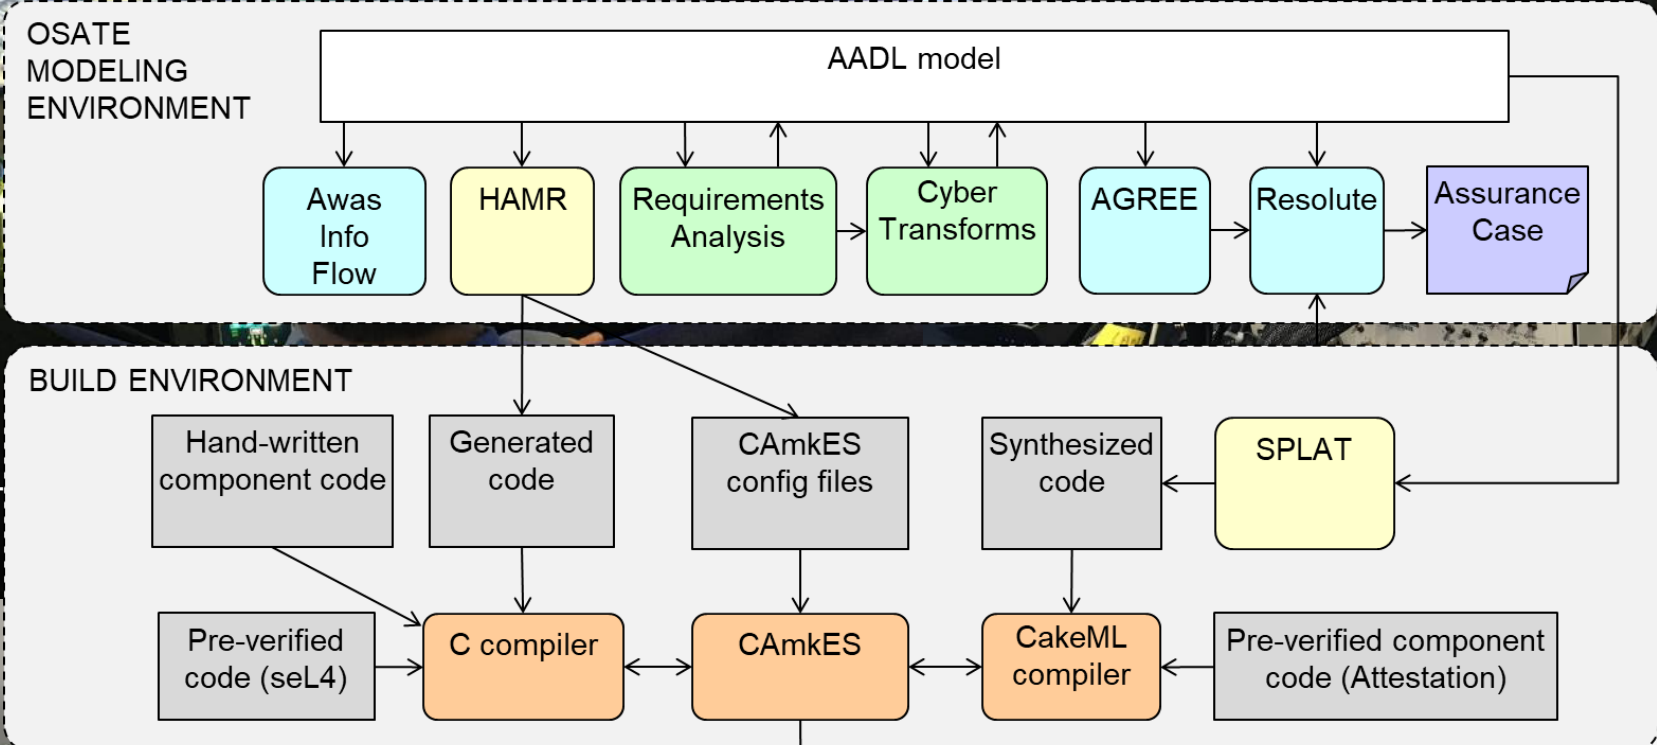 OSATE
MODELING
ENVIRONMENT
AADL model
Awas
Info
Flow
HAMR
Requirements
Analysis
Cyber
Transforms
AGREE
Resolute
Assurance
Case
BUILD ENVIRONMENT
Hand-written
component code
Generated
code
CAmkES
config files
Synthesized
code
SPLAT
Pre-verified
code (seL4)
C compiler
CAmkES
CakeML
compiler
Pre-verified component
code (Attestation)